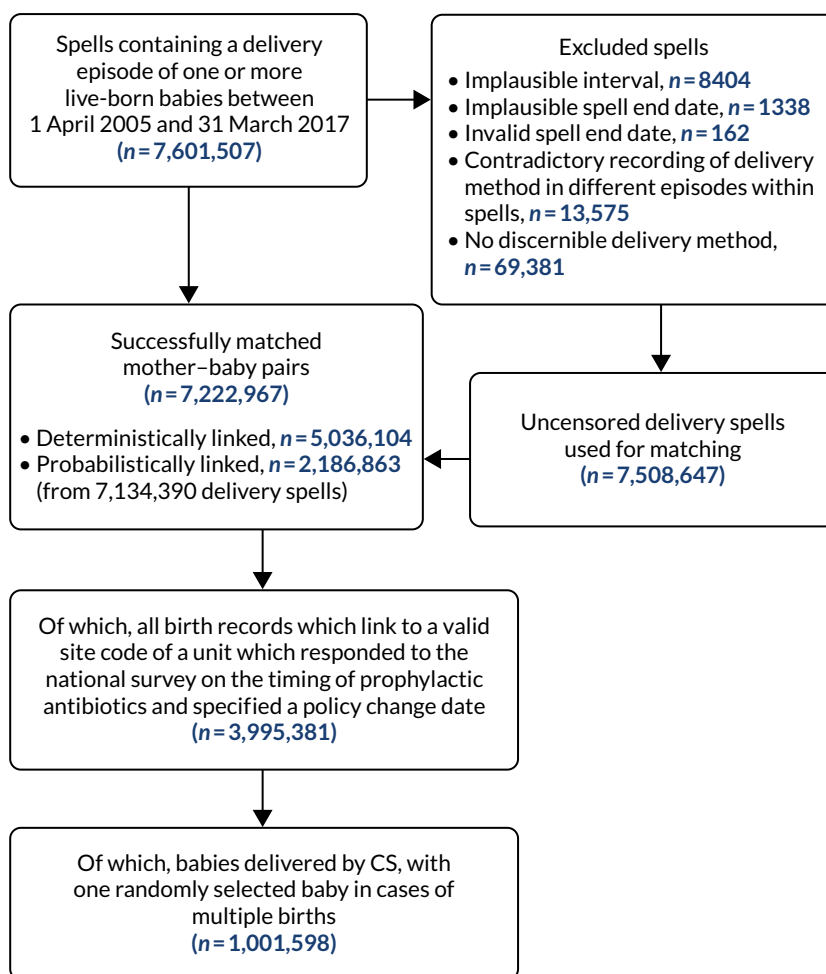 Spells containing a delivery
episode of one or more
live-born babies between
1 April 2005 and 31 March 2017
(n=7,601,507)
Excluded spells
• Implausible interval, n=8404
• Implausible spell end date, n=1338
• Invalid spell end date, n=162
• Contradictory recording of delivery
method in different episodes within
spells, n=13,575
• No discernible delivery method,
n=69,381
Successfully matched
mother–baby pairs
(n=7,222,967)
• Deterministically linked, n=5,036,104
• Probabilistically linked, n=2,186,863
(from 7,134,390 delivery spells)
Uncensored delivery spells
used for matching
(n=7,508,647)
Of which, all birth records which link to a valid
site code of a unit which responded to the
national survey on the timing of prophylactic
antibiotics and specified a policy change date
(n=3,995,381)
Of which, babies delivered by CS, with
one randomly selected baby in cases of
multiple births
(n=1,001,598)